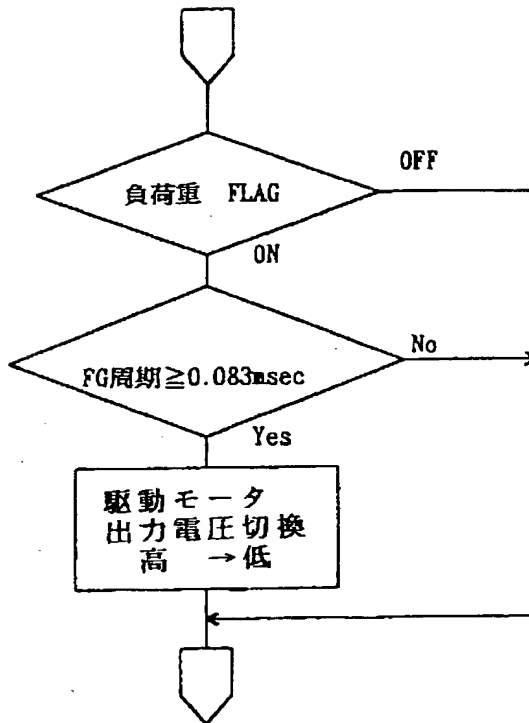 負荷重 FLAG
OFF
ON
FG周期≧0.083msec
No
Yes
駆動モータ
出力電圧切換
高 →低